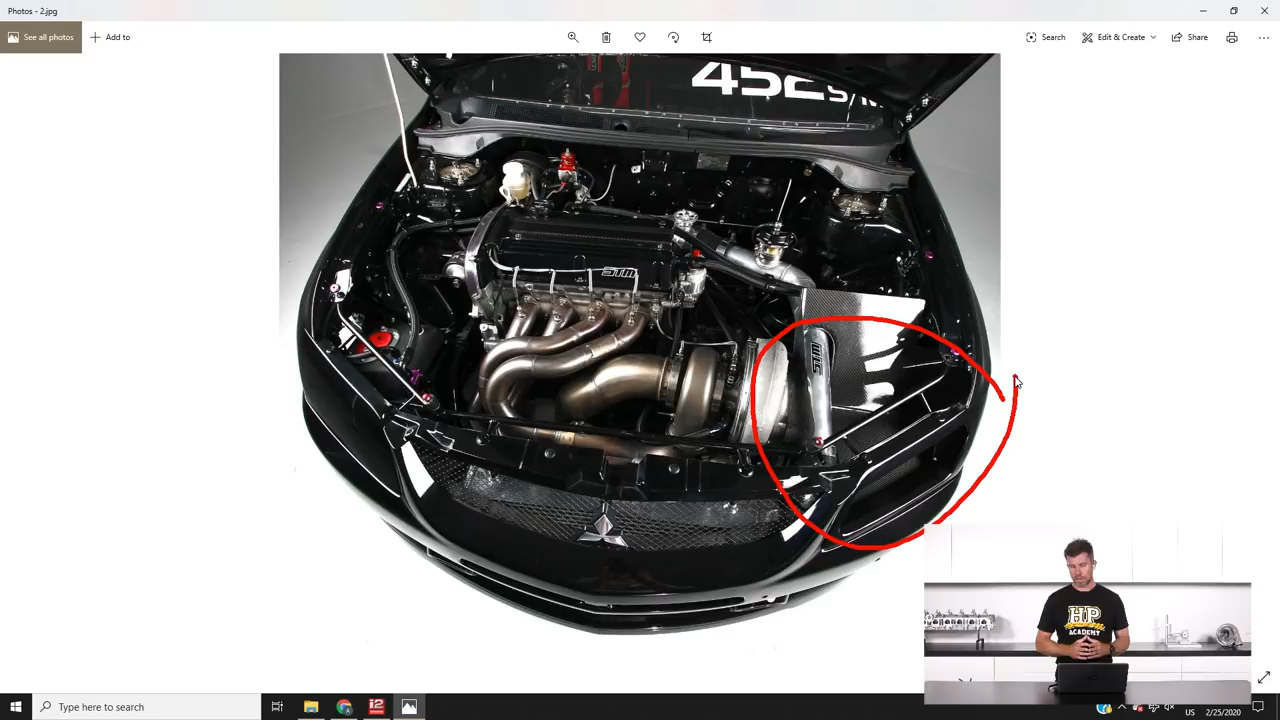 Photos - 2.jpg
See all photos
Add to
Search
Edit & Create
Share
452
STM
STM
HP
ACADEMY
Type here to search
i2
US
2/25/2020